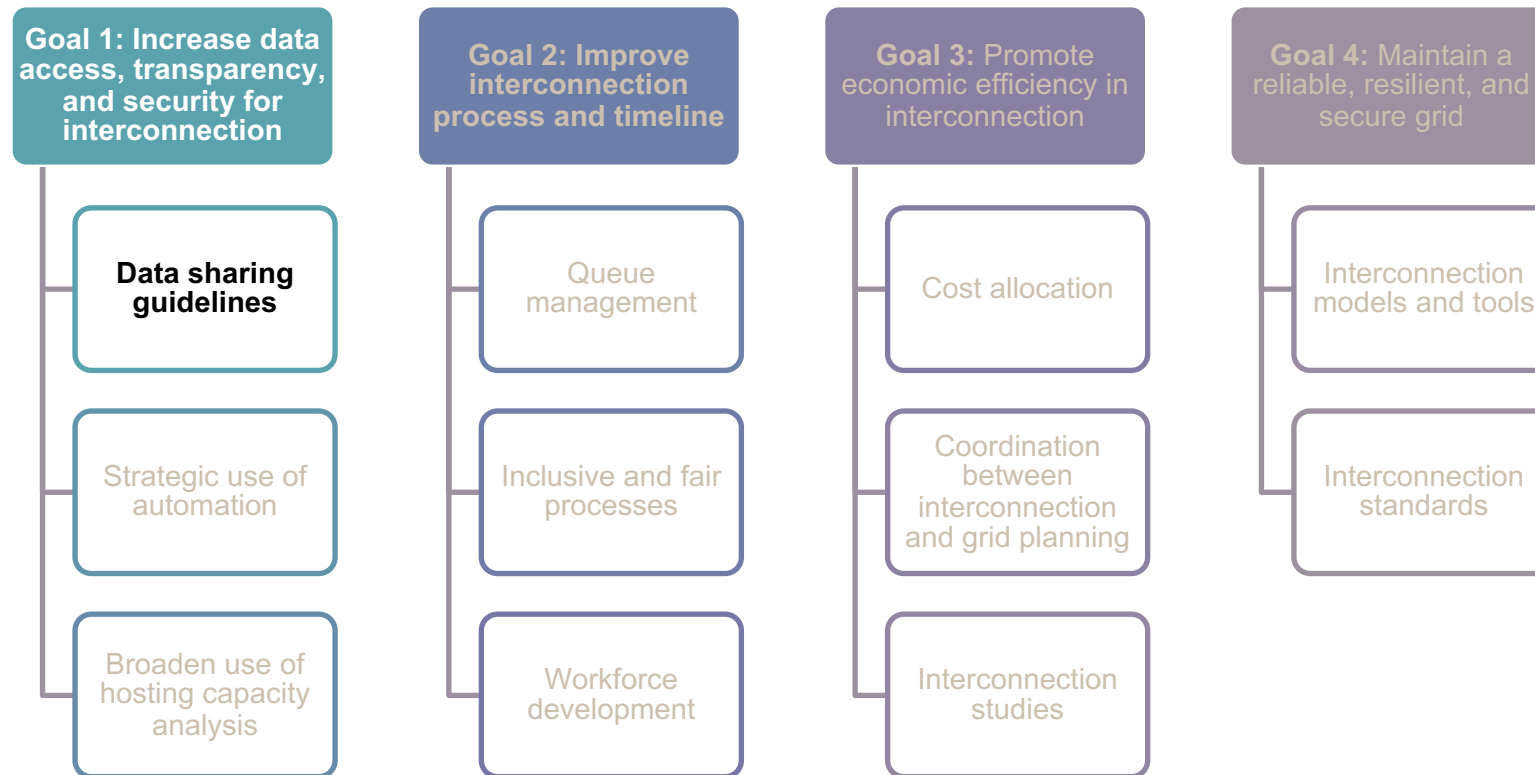 Goal 1: Increase data
access, transparency,
and security for
interconnection
Data sharing
guidelines
Strategic use of
automation
Broaden use of
hosting capacity
analysis
Goal 2: Improve
interconnection
process and timeline
Queue
management
Inclusive and fair
processes
Workforce
development
Goal 3: Promote
economic efficiency in
interconnection
Cost allocation
Coordination
between
interconnection
and grid planning
Interconnection
studies
Goal 4: Maintain a
reliable, resilient, and
secure grid
Interconnection
models and tools
Interconnection
standards